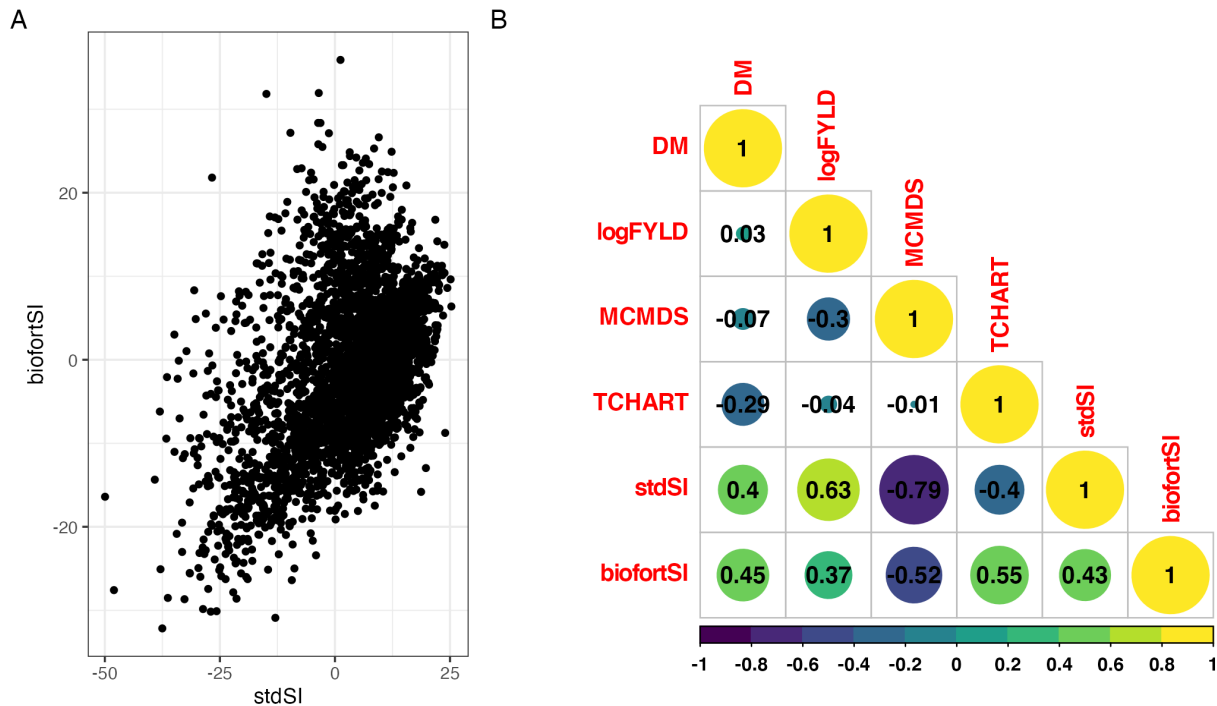 A
B
biofortSI
20
0
-20
-50
-25
0
25
stdSI
DM
logFYLD
MCMDS
TCHART
stdSI
biofortSI
DM
1
logFYLD
0.03
1
MCMDS
-0.07
-0.3
1
TCHART
-0.29
-0.04
-0.01
1
stdSI
0.4
0.63
-0.79
-0.4
1
biofortSI
0.45
0.37
-0.52
0.55
0.43
1
-1
-0.8
-0.6
-0.4
-0.2
0
0.2
0.4
0.6
0.8
1